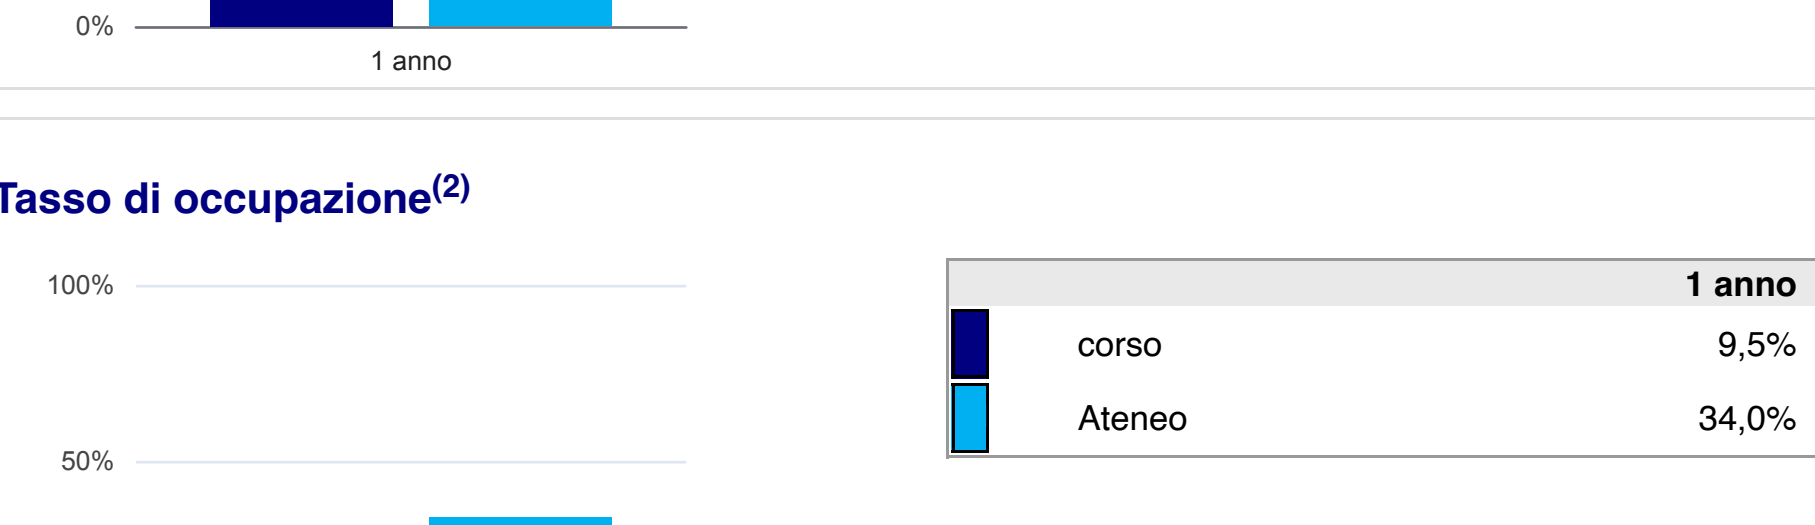 0%
1 anno
Tasso di occupazione(2)
100%
50%
1 anno
corso 9,5%
Ateneo 34,0%